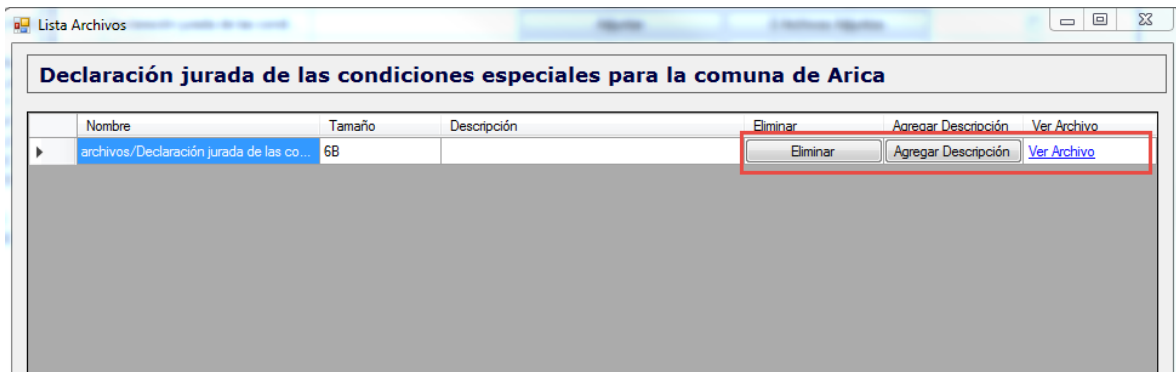 Lista Archivos
Declaración jurada de las condiciones especiales para la comuna de Arica
Nombre Tamaño Descripción Eliminar Agregar Descripción Ver Archivo
archivos/Declaración jurada de las co... 6B Eliminar Agregar Descripción Ver Archivo